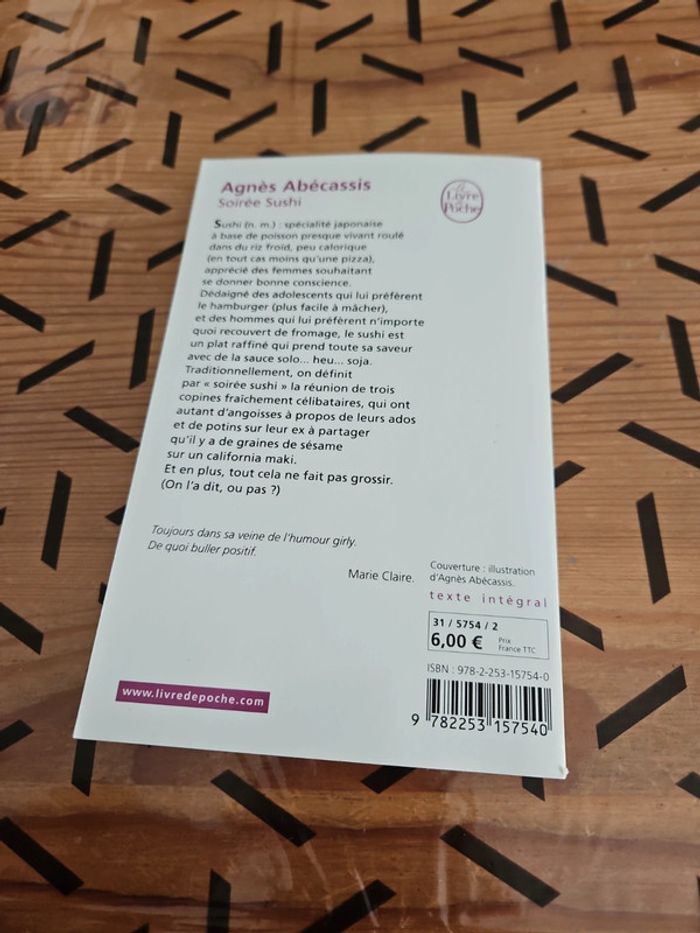 Agnès Abécassis
Soirée Sushi
Le
Livre
de
Poche
Sushi (n. m.) : spécialité japonaise
à base de poisson presque vivant roulé
dans du riz froid, peu calorique
(en tout cas moins qu'une pizza),
apprécié des femmes souhaitant
se donner bonne conscience.
Dédaigné des adolescents qui lui préfèrent
le hamburger (plus facile à mâcher),
et des hommes qui lui préfèrent n'importe
quoi recouvert de fromage, le sushi est
un plat raffiné qui prend toute sa saveur
avec de la sauce solo... heu... soja.
Traditionnellement, on définit
par « soirée sushi » la réunion de trois
copines fraîchement célibataires, qui ont
autant d'angoisses à propos de leurs ados
et de potins sur leur ex à partager
qu'il y a de graines de sésame
sur un california maki.
Et en plus, tout cela ne fait pas grossir.
(On l'a dit, ou pas ?)
Toujours dans sa veine de l'humour girly.
De quoi buller positif.
Marie Claire.
Couverture : illustration
d'Agnès Abécassis.
texte intégral
31 / 5754 / 2
6,00 €
Prix
France TTC
ISBN : 978-2-253-15754-0
www.livredepoche.com
9 782253 157540